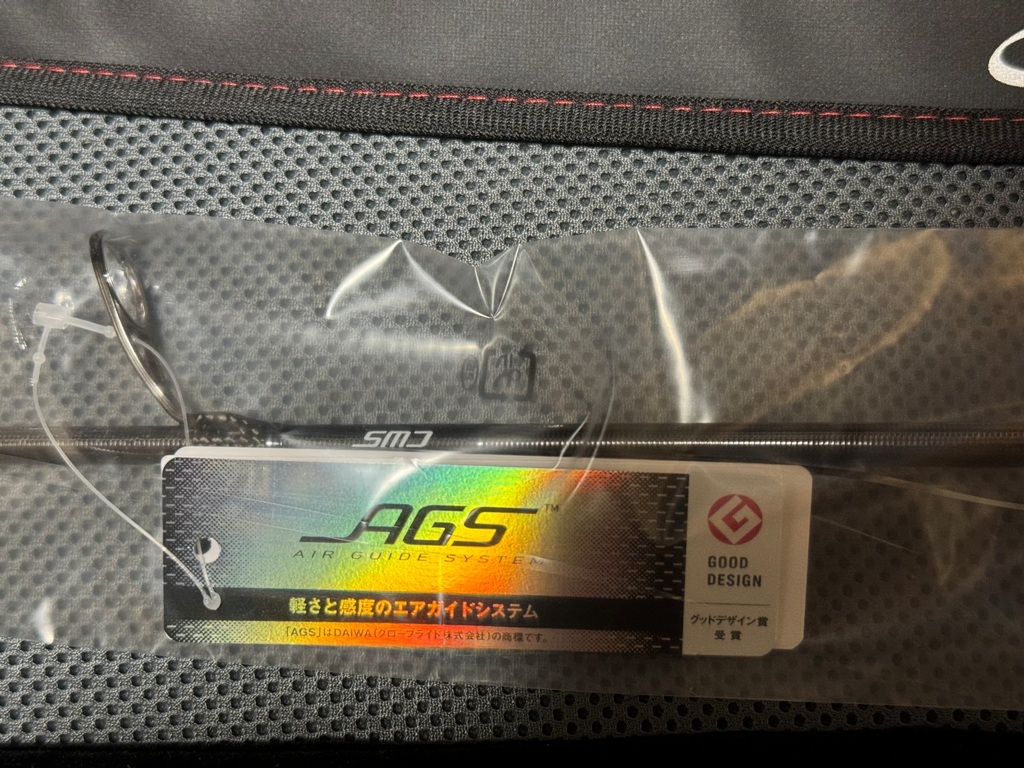 CWS
AGS™
AIR GUIDE SYSTEM
軽さと感度のエアガイドシステム
「AGS」はDAIWA(グローブライド株式会社)の商標です。
GOOD
DESIGN
グッドデザイン賞
受賞